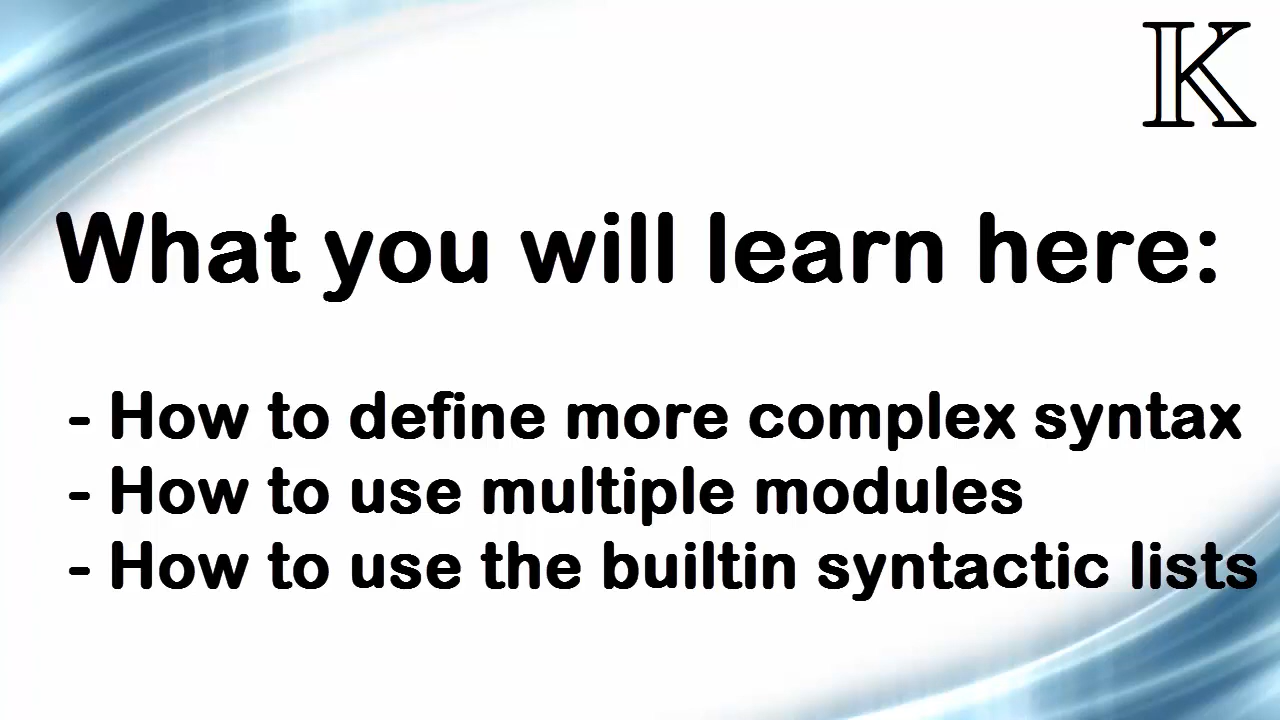 K
What you will learn here:
- How to define more complex syntax
- How to use multiple modules
- How to use the builtin syntactic lists